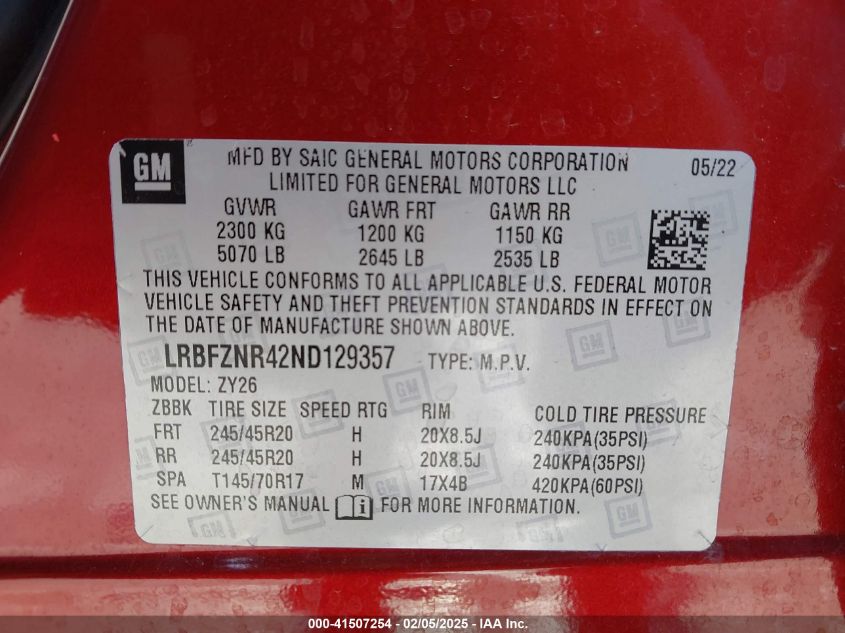 GM
MFD BY SAIC GENERAL MOTORS CORPORATION 05/22
LIMITED FOR GENERAL MOTORS LLC
GVWR GAWR FRT GAWR RR
2300 KG 1200 KG 1150 KG
5070 LB 2645 LB 2535 LB
THIS VEHICLE CONFORMS TO ALL APPLICABLE U.S. FEDERAL MOTOR
VEHICLE SAFETY AND THEFT PREVENTION STANDARDS IN EFFECT ON
THE DATE OF MANUFACTURE SHOWN ABOVE.
LRBFZNR42ND129357 TYPE: M.P.V.
MODEL: ZY26
ZBBK TIRE SIZE SPEED RTG RIM COLD TIRE PRESSURE
FRT 245/45R20 H 20X8.5J 240KPA(35PSI)
RR 245/45R20 H 20X8.5J 240KPA(35PSI)
SPA T145/70R17 M 17X4B 420KPA(60PSI)
SEE OWNER'S MANUAL FOR MORE INFORMATION.
000-41507254 - 02/05/2025 - IAAI.COM